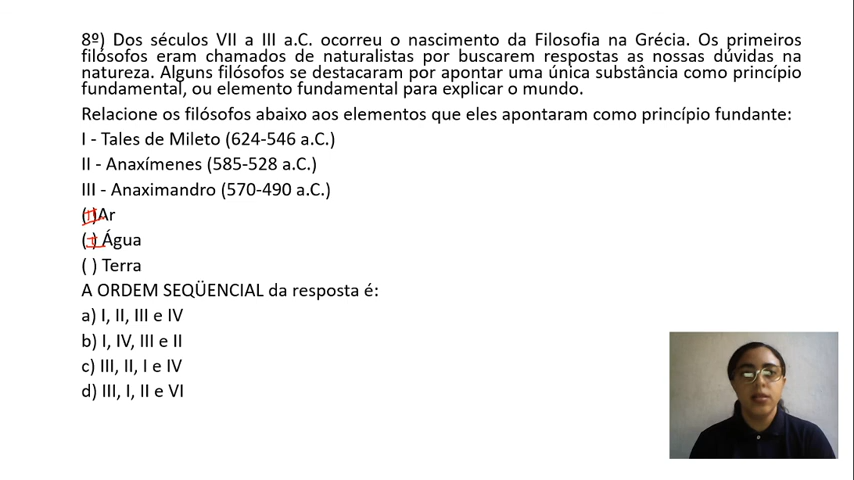 8º) Dos séculos VII a III a.C. ocorreu o nascimento da Filosofia na Grécia. Os primeiros
filósofos eram chamados de naturalistas por buscarem respostas as nossas dúvidas na
natureza. Alguns filósofos se destacaram por apontar uma única substância como princípio
fundamental, ou elemento fundamental para explicar o mundo.
Relacione os filósofos abaixo aos elementos que eles apontaram como princípio fundante:
I - Tales de Mileto (624-546 a.C.)
II - Anaxímenes (585-528 a.C.)
III - Anaximandro (570-490 a.C.)
(II)Ar
(I) Água
( ) Terra
A ORDEM SEQÜENCIAL da resposta é:
a) I, II, III e IV
b) I, IV, III e II
c) III, II, I e IV
d) III, I, II e VI